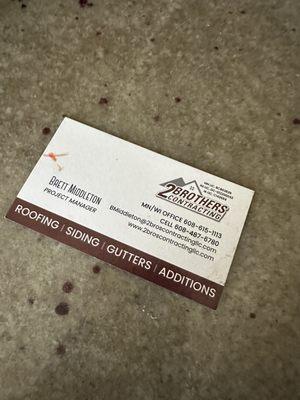 2 BROTHERS
CONTRACTING
BRETT MIDDLETON
PROJECT MANAGER
MN/WI OFFICE 608-615-1113
CELL 608-487-6780
BMiddleton@2broscontractingllc.com
www.2broscontractingllc.com
ROOFING | SIDING | GUTTERS | ADDITIONS